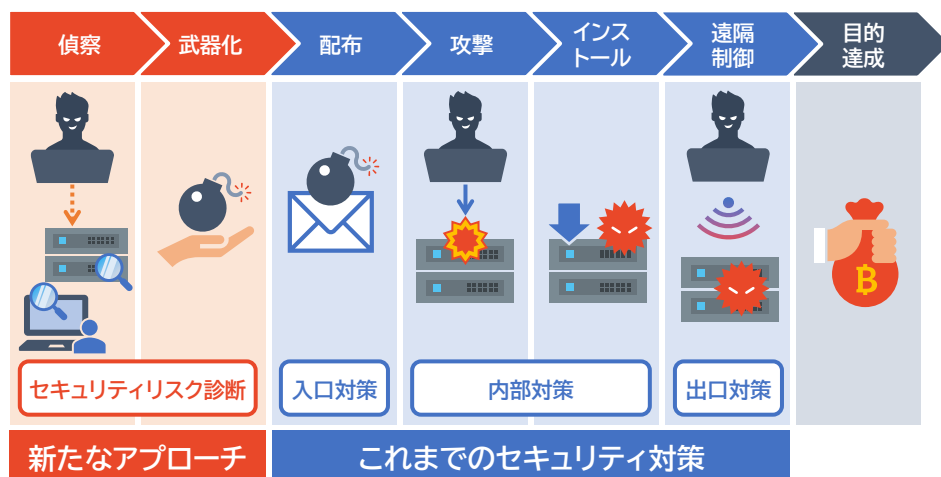 偵察
武器化
配布
攻撃
インス
トール
遠隔
制御
目的
達成
セキュリティリスク診断
入口対策
内部対策
出口対策
新たなアプローチ
これまでのセキュリティ対策